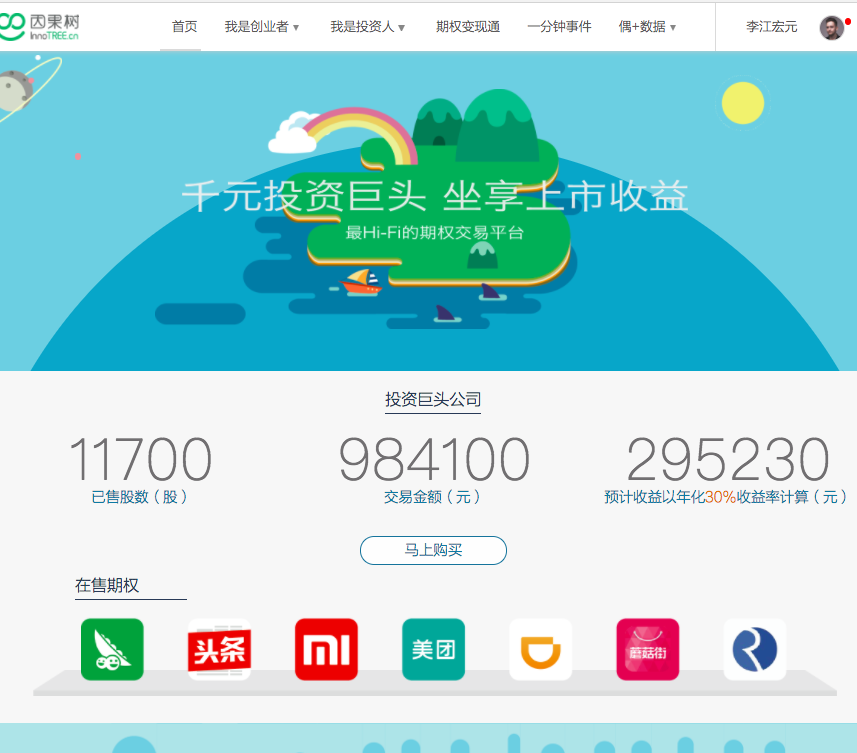 因果树
InnoTREE.cn
首页 我是创业者 ▼ 我是投资人 ▼ 期权变现通 一分钟事件 偶+数据 ▼ 李江宏元
千元投资巨头 坐享上市收益
最Hi-Fi的期权交易平台
投资巨头公司
11700 984100 295230
已售股数（股） 交易金额（元） 预计收益以年化30%收益率计算（元）
马上购买
在售期权
头条 mi 美团 蘑菇街 R